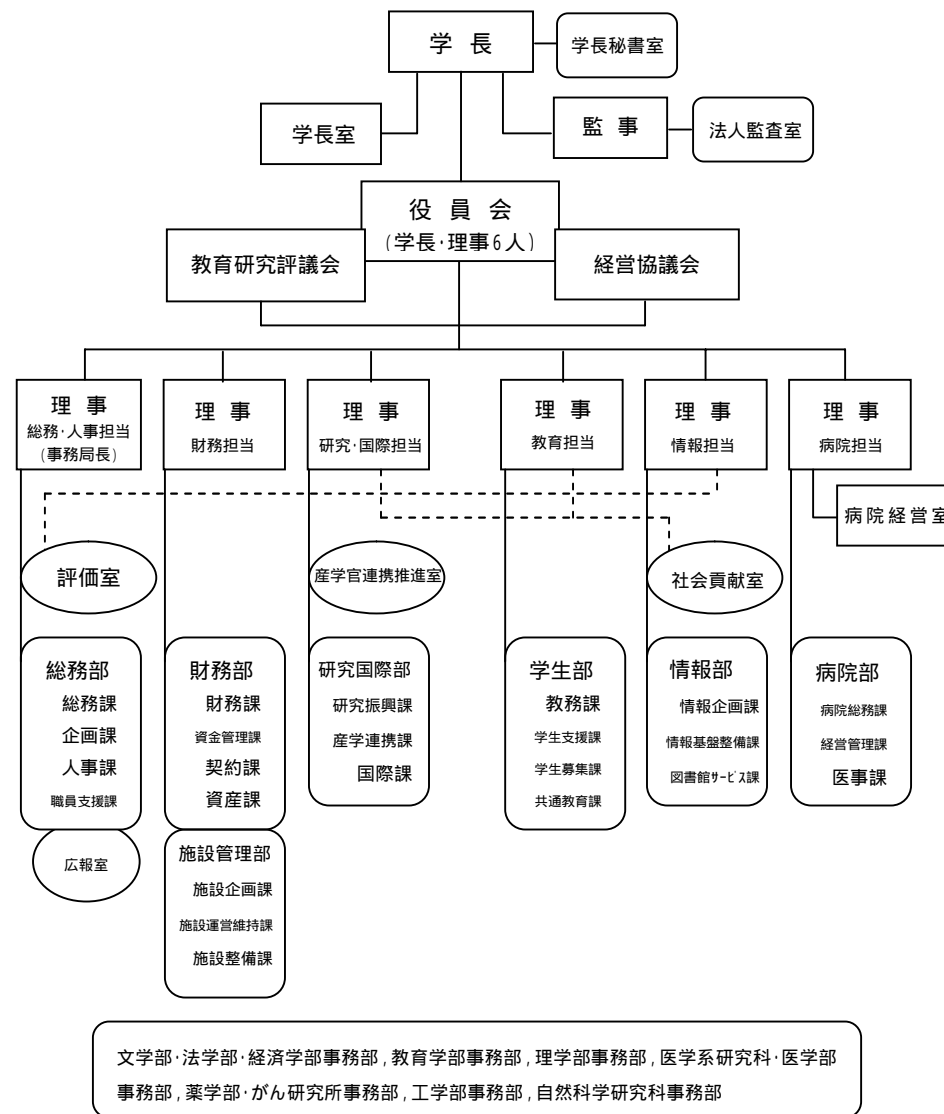 学 長
学長秘書室
学長室
監 事
法人監査室
役 員 会
(学長･理事6人)
教育研究評議会
経営協議会
理 事
総務･人事担当
(事務局長)
理 事
財務担当
理 事
研究･国際担当
理 事
教育担当
理 事
情報担当
理 事
病院担当
病院経営室
評価室
産学官連携推進室
社会貢献室
総務部
総務課
企画課
人事課
職員支援課
広報室
財務部
財務課
資金管理課
契約課
資産課
施設管理部
施設企画課
施設運営維持課
施設整備課
研究国際部
研究振興課
産学連携課
国際課
学生部
教務課
学生支援課
学生募集課
共通教育課
情報部
情報企画課
情報基盤整備課
図書館ｻｰﾋﾞｽ課
病院部
病院総務課
経営管理課
医事課
文学部･法学部･経済学部事務部,教育学部事務部,理学部事務部,医学系研究科･医学部
事務部,薬学部･がん研究所事務部,工学部事務部,自然科学研究科事務部